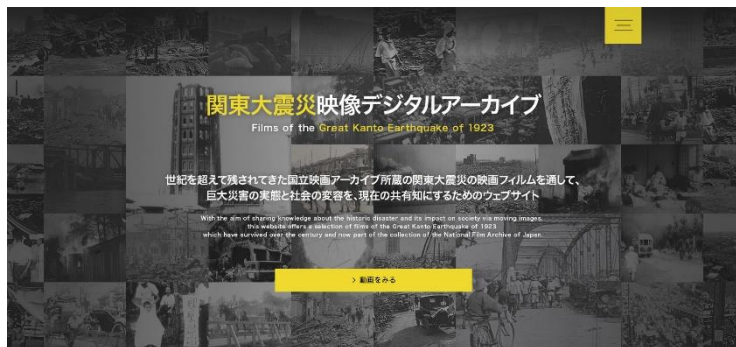 関東大震災映像デジタルアーカイブ
Films of the Great Kanto Earthquake of 1923
世紀を超えて残されてきた国立映画アーカイブ所蔵の関東大震災の映画フィルムを通して、
巨大災害の実態と社会の変容を、現在の共有知にするためのウェブサイト
With the aim of sharing knowledge about the historic disaster and its impact on society via moving images,
this website offers a selection of films of the Great Kanto Earthquake of 1923
which have survived over the century and now part of the collection of the National Film Archive of Japan.
> 動画をみる